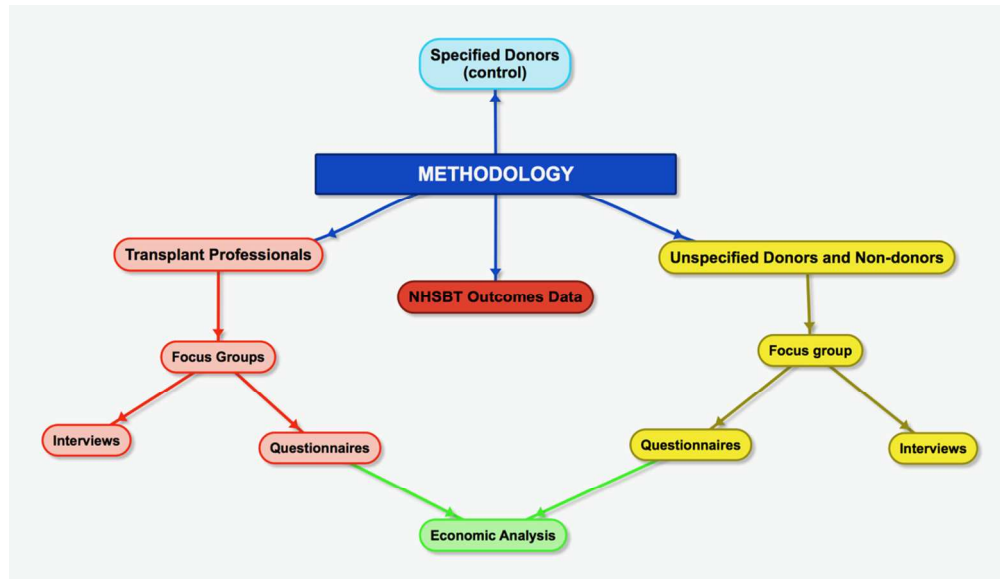 Specified Donors
(control)
METHODOLOGY
Transplant Professionals
Unspecified Donors and Non-donors
NHSBT Outcomes Data
Focus Groups
Focus group
Interviews
Questionnaires
Questionnaires
Interviews
Economic Analysis